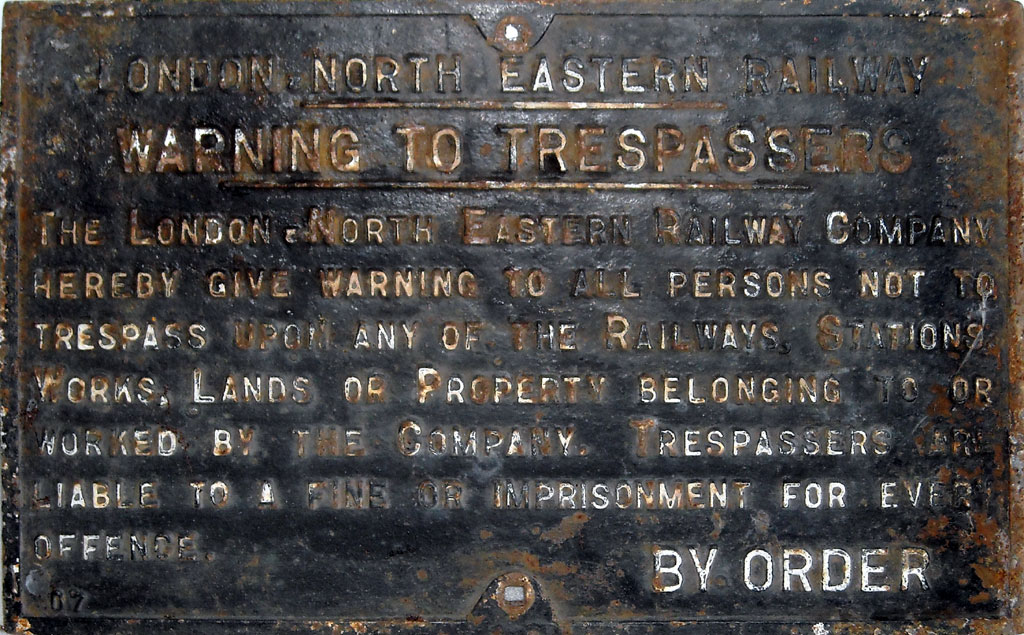 LONDON & NORTH EASTERN RAILWAY
WARNING TO TRESPASSERS
THE LONDON & NORTH EASTERN RAILWAY COMPANY
HEREBY GIVE WARNING TO ALL PERSONS NOT TO
TRESPASS UPON ANY OF THE RAILWAYS, STATIONS,
WORKS, LANDS OR PROPERTY BELONGING TO OR
WORKED BY THE COMPANY. TRESPASSERS ARE
LIABLE TO A FINE OR IMPRISONMENT FOR EVERY
OFFENCE.
BY ORDER